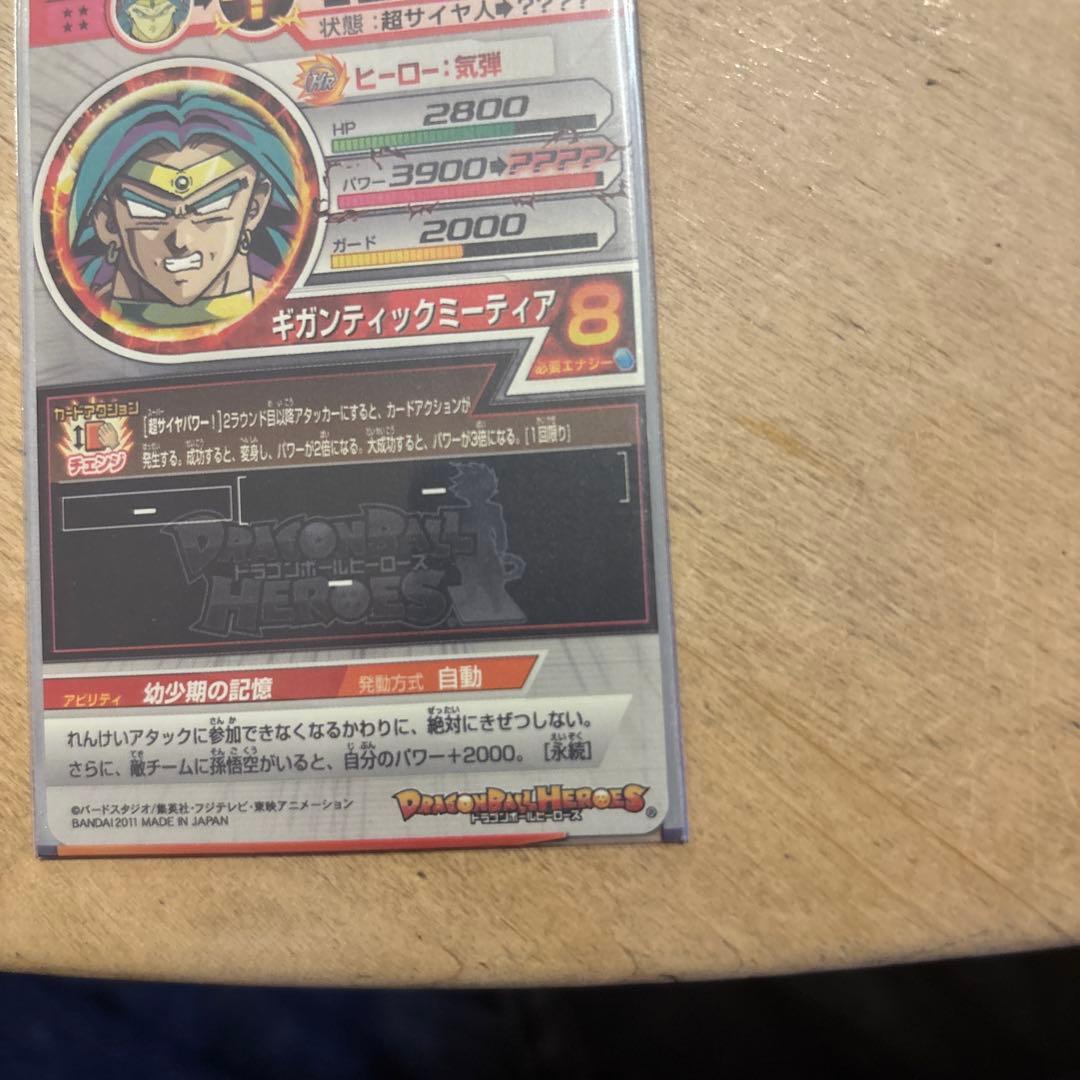 状態:超サイヤ人➡????
HR ヒーロー:気弾
HP 2800
パワー 3900➡????
ガード 2000
ギガンティックミーティア 8
必要エナジー
カードアクション
チェンジ
[超サイヤパワー!]2ラウンド目以降アタッカーにすると、カードアクションが
発生する。成功すると、変身し、パワーが2倍になる。大成功すると、パワーが3倍になる。[1回限り]
DRAGONBALL
ドラゴンボールヒーローズ
HEROES
アビリティ 幼少期の記憶 発動方式 自動
れんけいアタックに参加できなくなるかわりに、絶対にきぜつしない。
さらに、敵チームに孫悟空がいると、自分のパワー+2000。 [永続]
©バードスタジオ/集英社・フジテレビ・東映アニメーション
BANDAI 2011 MADE IN JAPAN
DRAGONBALL HEROES®
ドラゴンボールヒーローズ